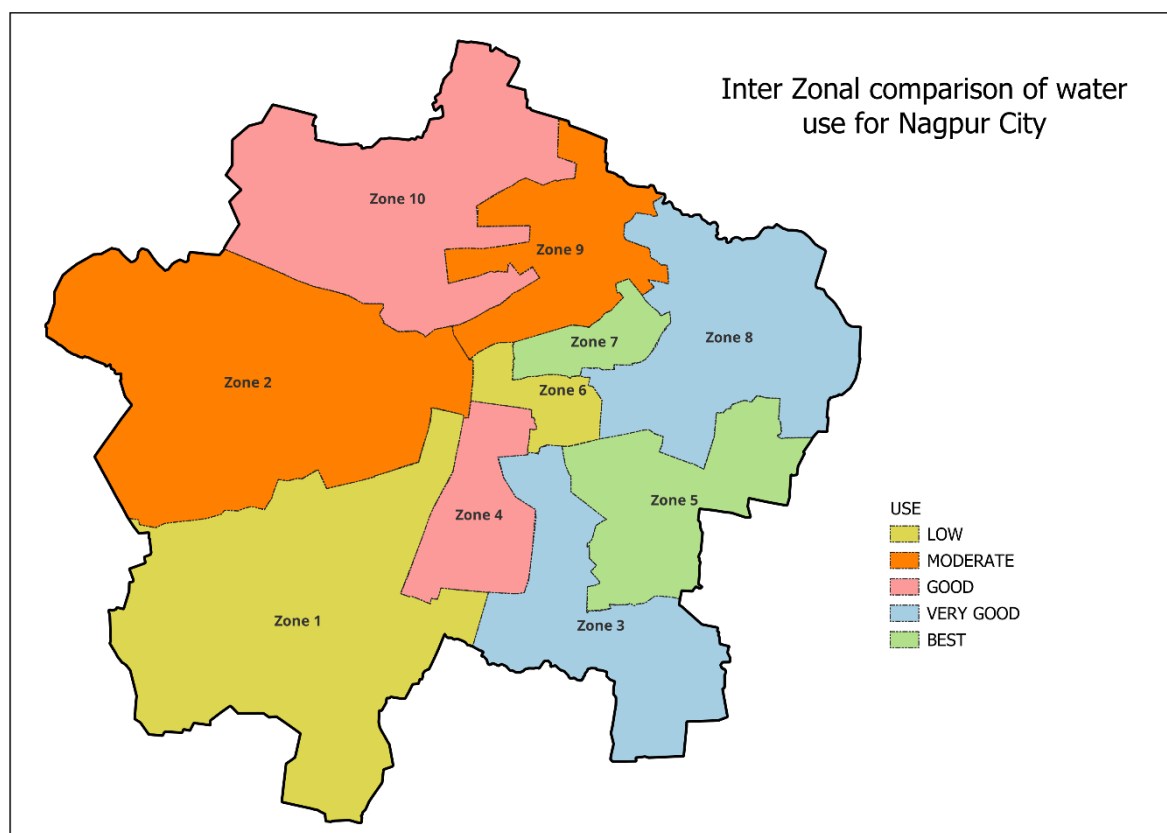 Inter Zonal comparison of water
use for Nagpur City
Zone 10
Zone 9
Zone 7
Zone 8
Zone 2
Zone 6
Zone 5
Zone 4
Zone 1
Zone 3
USE
LOW
MODERATE
GOOD
VERY GOOD
BEST